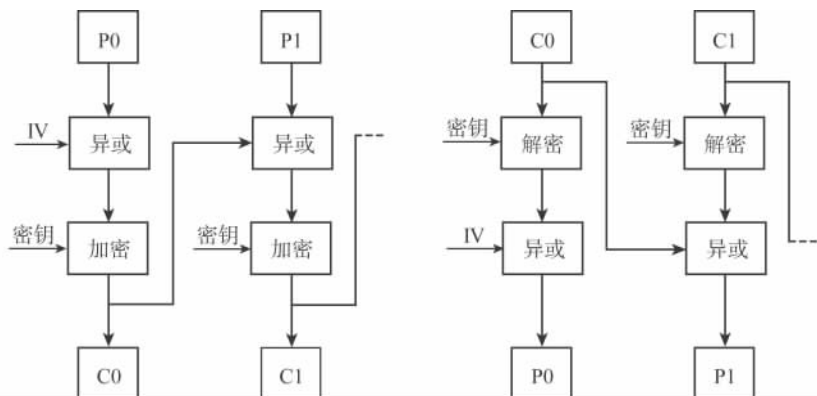 P0 P1 C0 C1
IV 异或 异或 密钥 解密 密钥 解密
密钥 加密 密钥 加密 IV 异或 异或
C0 C1 P0 P1